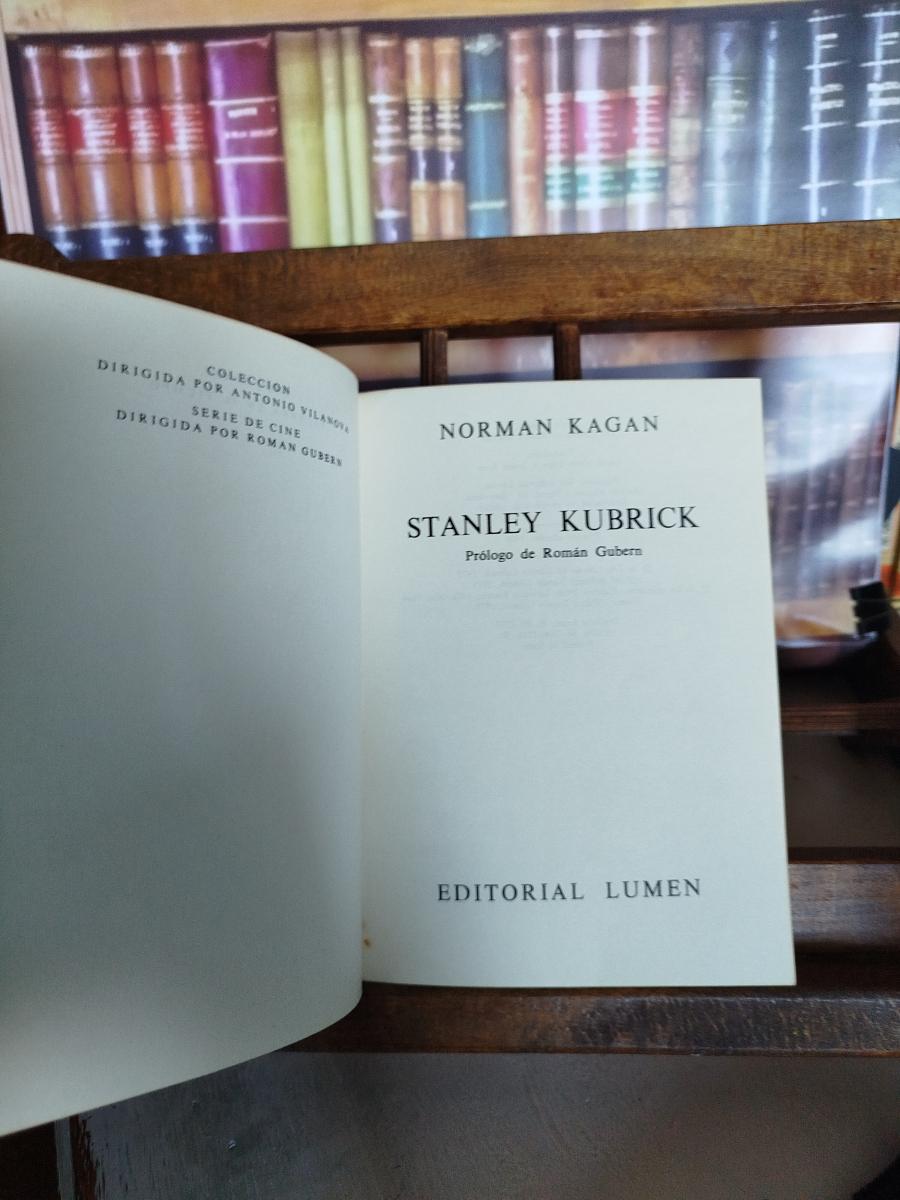 COLECCION
DIRIGIDA POR ANTONIO VILANOVA
SERIE DE CINE
DIRIGIDA POR ROMAN GUBERN
NORMAN KAGAN
STANLEY KUBRICK
Prólogo de Román Gubern
EDITORIAL LUMEN